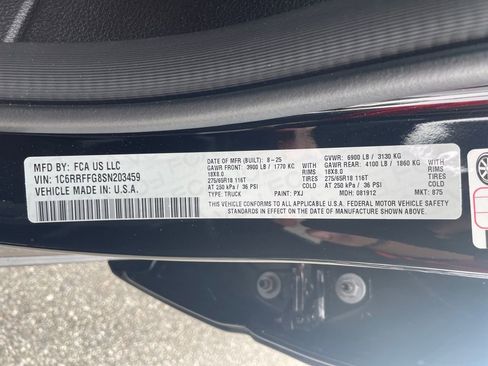 MFD BY: FCA US LLC
VIN: 1C6RRFFG8SN203459
VEHICLE MADE IN: U.S.A.
DATE OF MFR (BUILT): 8-25 GVWR: 6900 LB / 3130 KG
GAWR FRONT: 3900 LB / 1770 KG GAWR REAR: 4100 LB / 1860 KG
18X8.0 RIMS 18X8.0 RIMS
275/65R18 116T TIRES 275/65R18 116T TIRES
AT 250 kPa / 36 PSI AT 250 kPa / 36 PSI
THIS VEHICLE CONFORMS TO ALL APPLICABLE U.S.A. FEDERAL MOTOR VEHICLE SAFETY
STANDARDS IN EFFECT ON THE DATE OF MANUFACTURE SHOWN ABOVE.
TYPE: TRUCK PAINT: PXJ MDH: 081912 MKT: 875